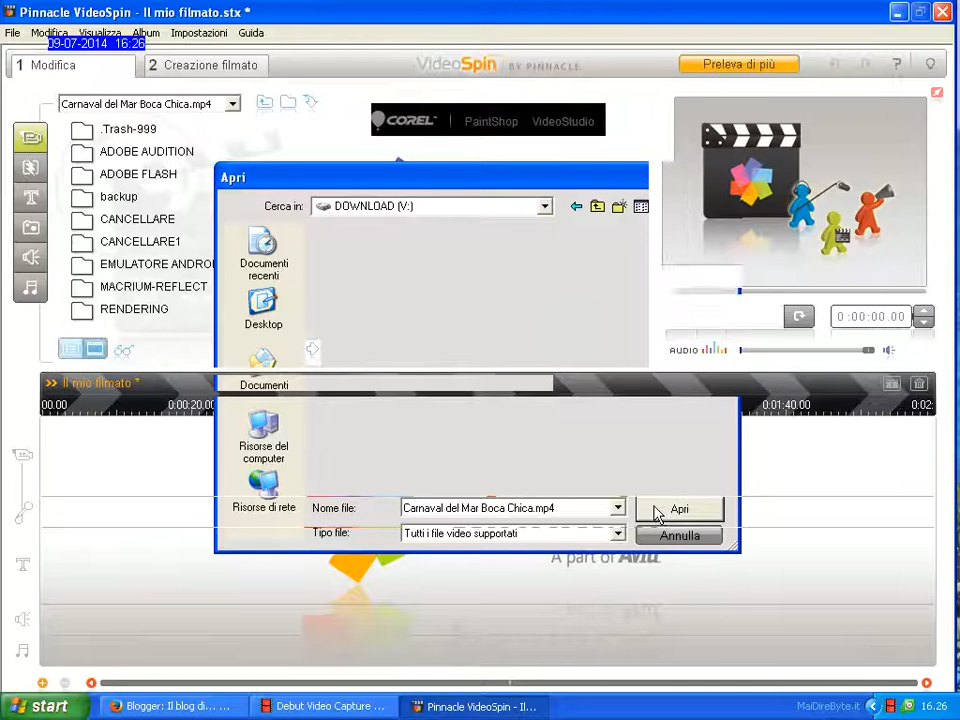 Pinnacle VideoSpin - Il mio filmato.stx *
File Modifica Visualizza Album Impostazioni Guida
09-07-2014 16:26
1 Modifica
2 Creazione filmato
VideoSpin BY PINNACLE
Preleva di più
Carnaval del Mar Boca Chica.mp4
COREL PaintShop VideoStudio
.Trash-999
ADOBE AUDITION
ADOBE FLASH
backup
CANCELLARE
CANCELLARE1
EMULATORE ANDRO
MACRIUM-REFLECT
RENDERING
Apri
Cerca in: DOWNLOAD (V:)
Documenti recenti
Desktop
Documenti
Risorse del computer
Risorse di rete
Nome file: Carnaval del Mar Boca Chica.mp4 Apri
Tipo file: Tutti i file video supportati Annulla
0:00:00.00
AUDIO
Il mio filmato *
00.00 0:00:20.00 0:01:40.00 0:02:
A part of Avid
start
Blogger: Il blog di ...
Debut Video Capture ...
Pinnacle VideoSpin - Il...
MaiDireByte.it
16.26